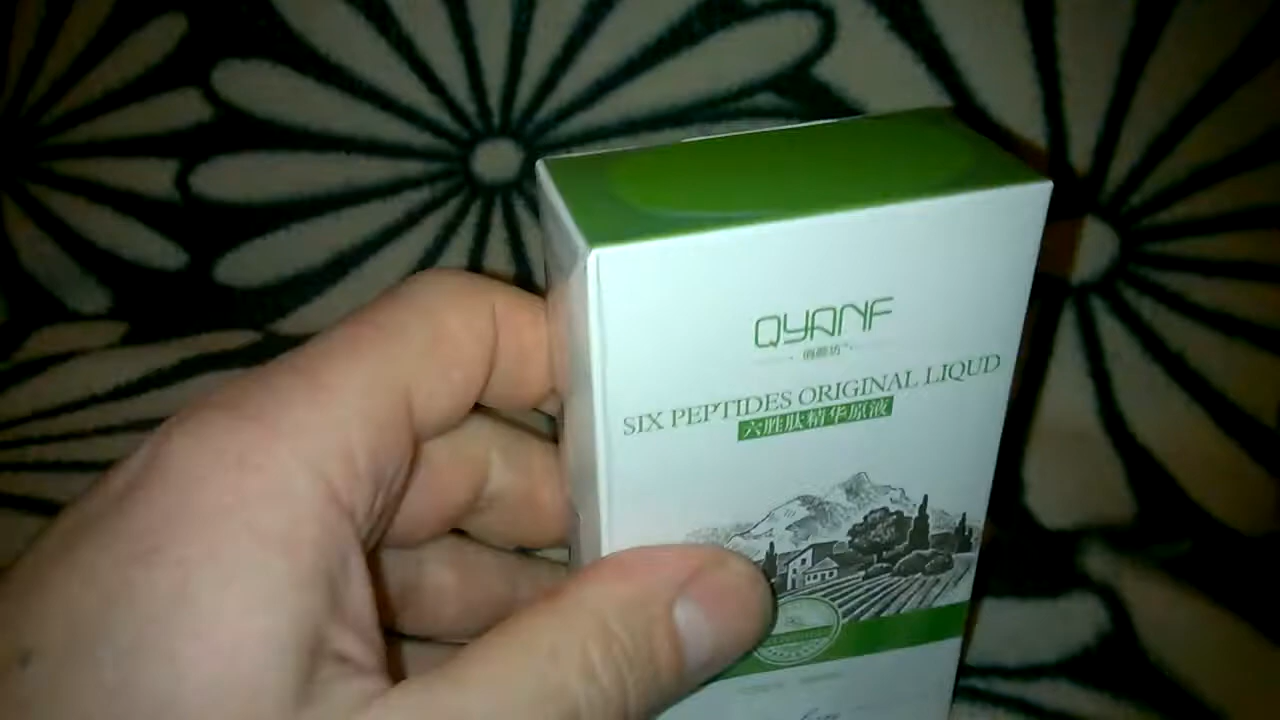 QYANF
SIX PEPTIDES ORIGINAL LIQUD
六胜肽精华原液